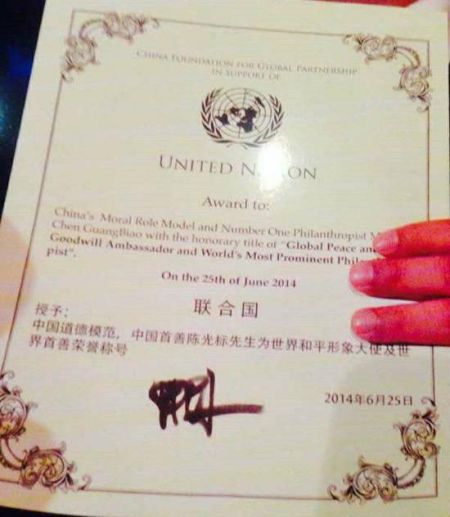 CHINA FOUNDATION FOR GLOBAL PARTNERSHIP
IN SUPPORT OF
UNITED
Award to:
China's Moral Role Model and Number One Philanthropist
Chen GuangBiao with the honorary title of "Global Peace and
Goodwill Ambassador and World's Most Prominent
pist".
On the 25th of June 2014
联合国
授予：
中国道德模范，中国首善陈光标先生为世界和平形象大使及世
界首善荣誉称号
2014年6月25日